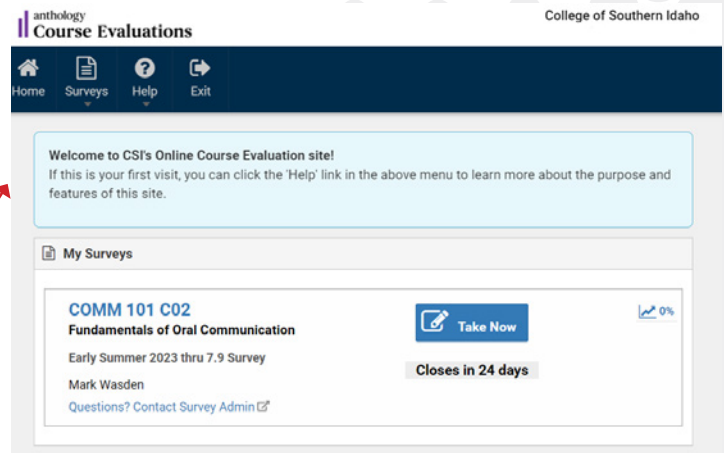 anthology
Course Evaluations
College of Southern Idaho
Home Surveys Help Exit
Welcome to CSI's Online Course Evaluation site!
If this is your first visit, you can click the 'Help' link in the above menu to learn more about the purpose and
features of this site.
My Surveys
COMM 101 C02
Fundamentals of Oral Communication
Early Summer 2023 thru 7.9 Survey
Mark Wasden
Questions? Contact Survey Admin
Take Now
Closes in 24 days
0%